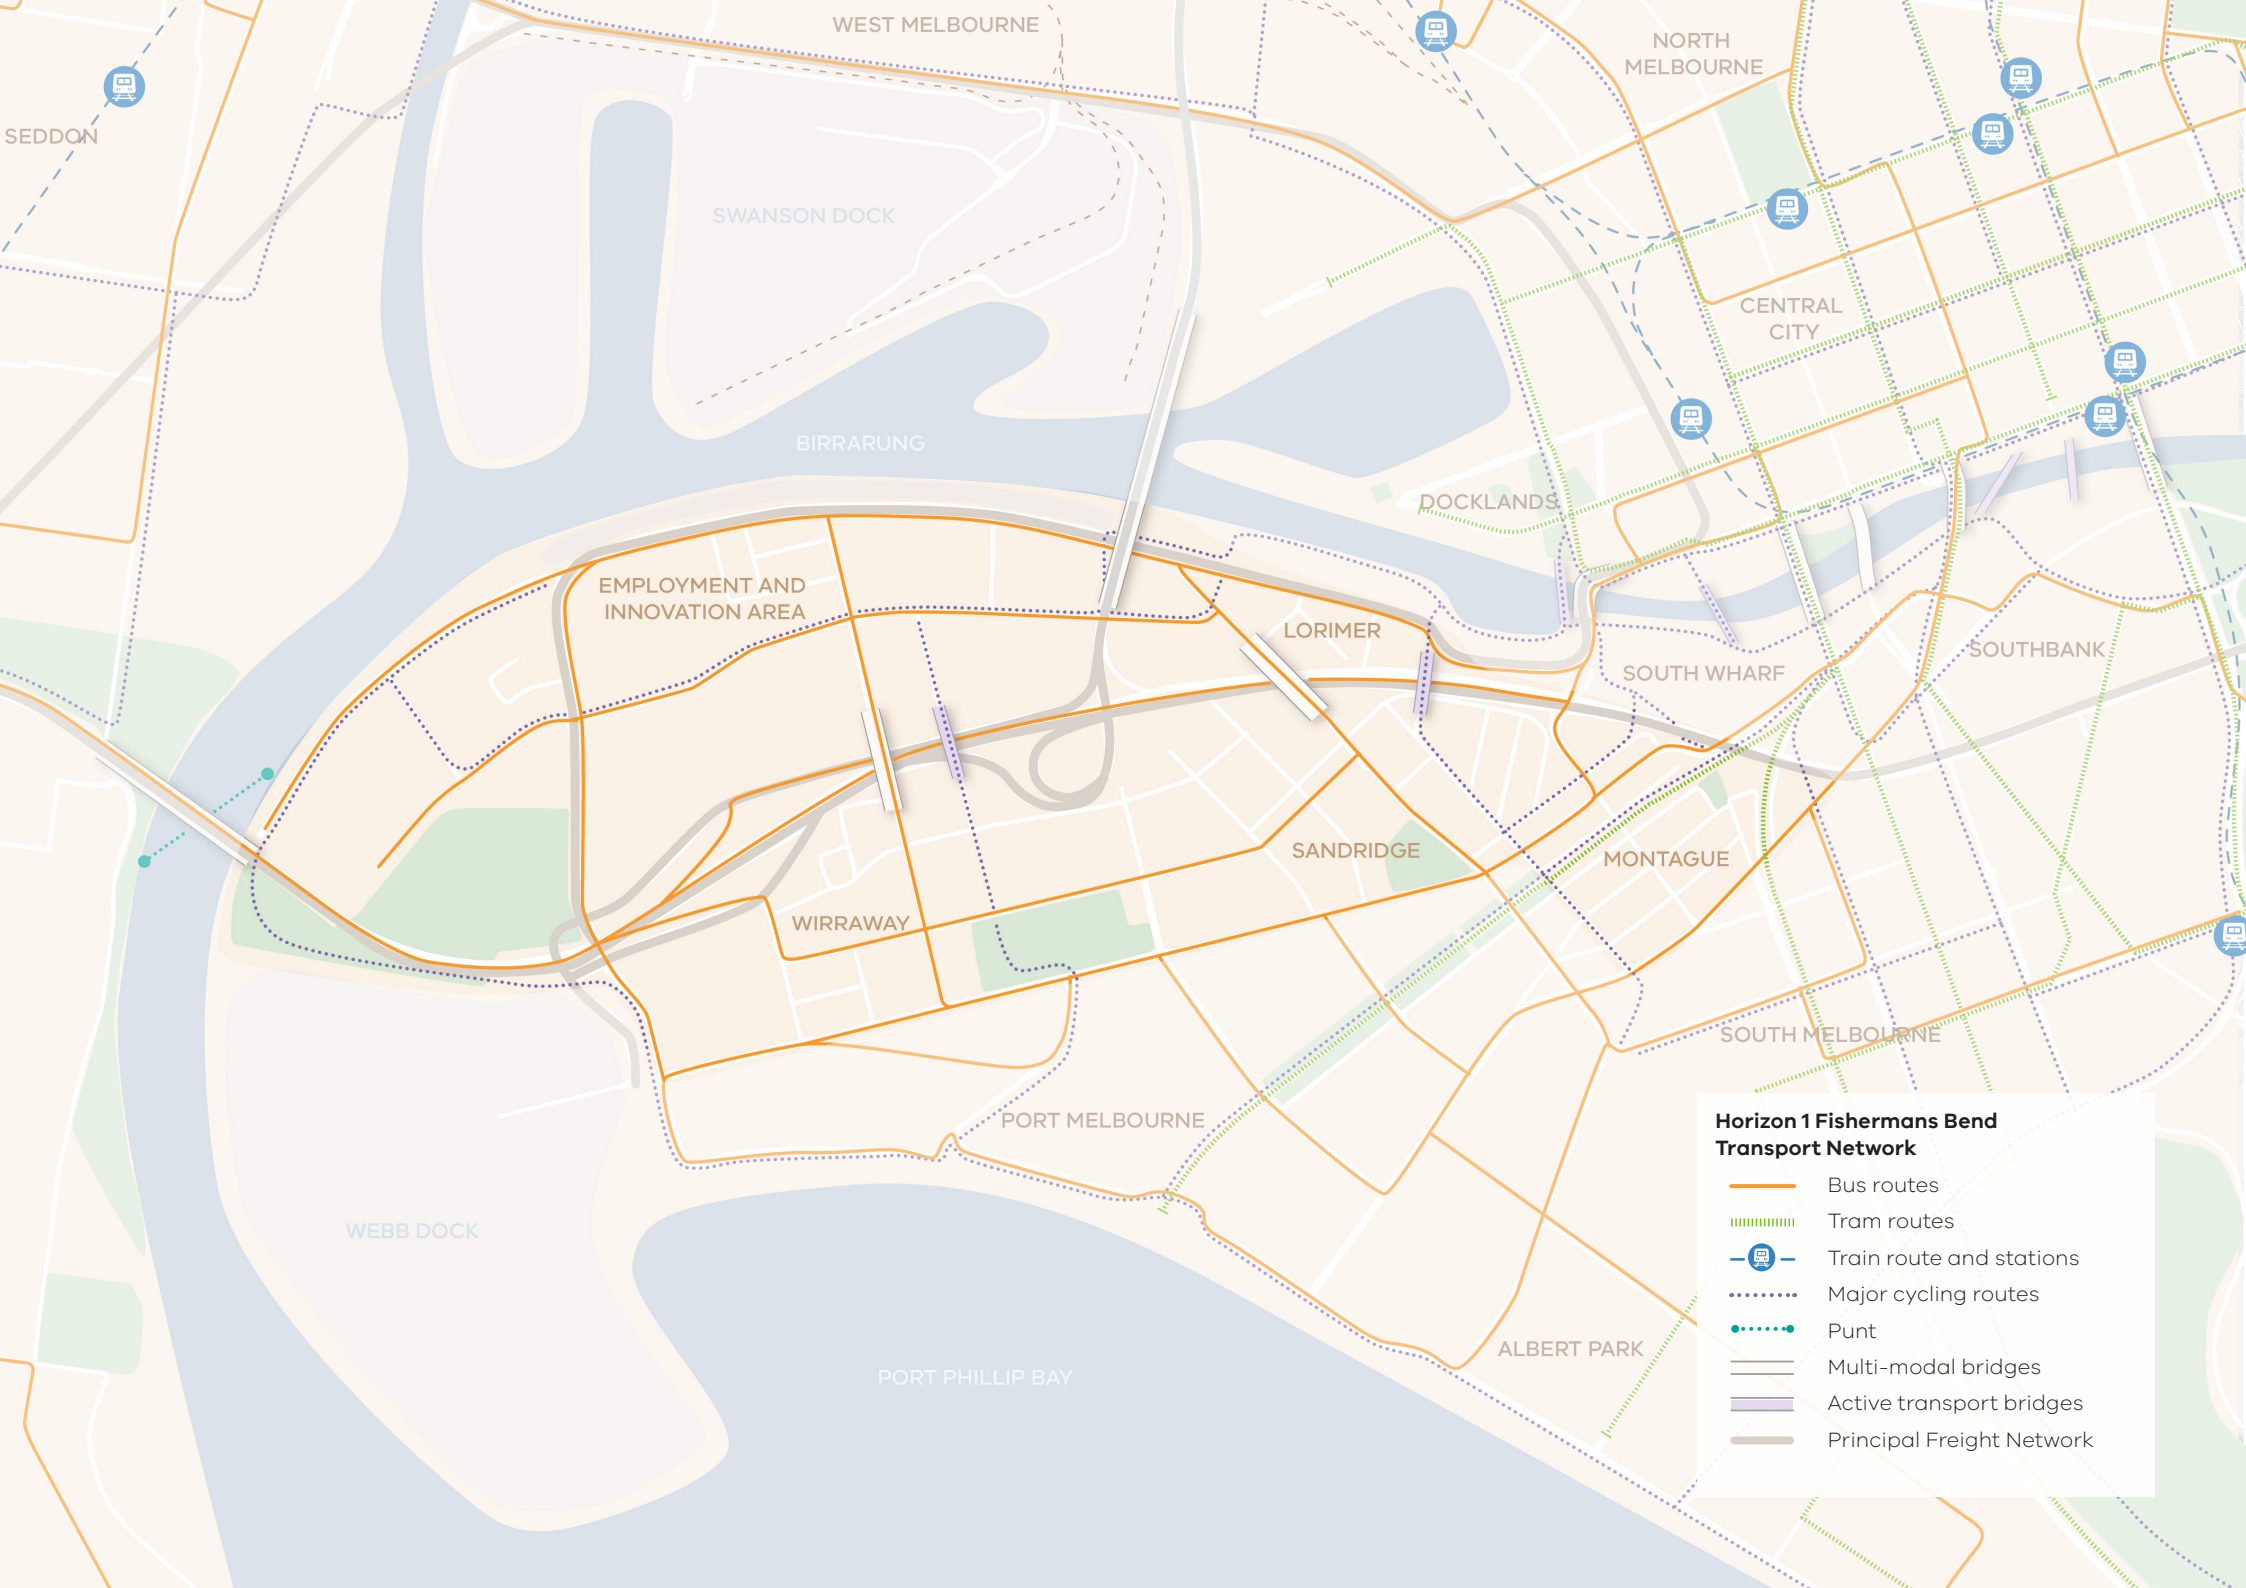 WEST MELBOURNE
NORTH
MELBOURNE
SEDDON
SWANSON DOCK
CENTRAL
CITY
BIRRARUNG
DOCKLANDS
EMPLOYMENT AND
INNOVATION AREA
LORIMER
SOUTH WHARF
SOUTHBANK
SANDRIDGE
MONTAGUE
WIRRAWAY
SOUTH MELBOURNE
PORT MELBOURNE
WEBB DOCK
PORT PHILLIP BAY
ALBERT PARK
Horizon 1 Fishermans Bend
Transport Network
Bus routes
Tram routes
Train route and stations
Major cycling routes
Punt
Multi-modal bridges
Active transport bridges
Principal Freight Network